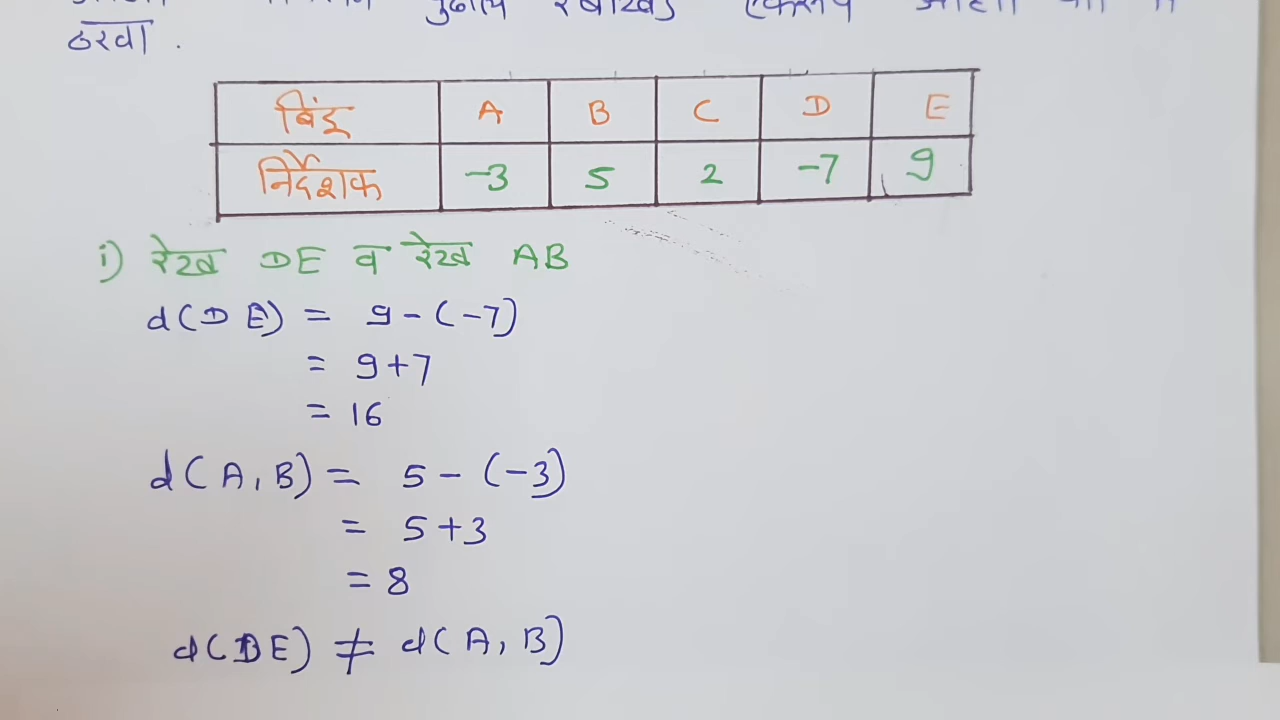 ठरवा .
बिंदू A B C D E
निर्देशक -3 5 2 -7 9
i) रेख DE व रेख AB
d(D E) = 9-(-7)
= 9+7
= 16
d(A, B) = 5-(-3)
= 5+3
= 8
d(DE) ≠ d(A, B)